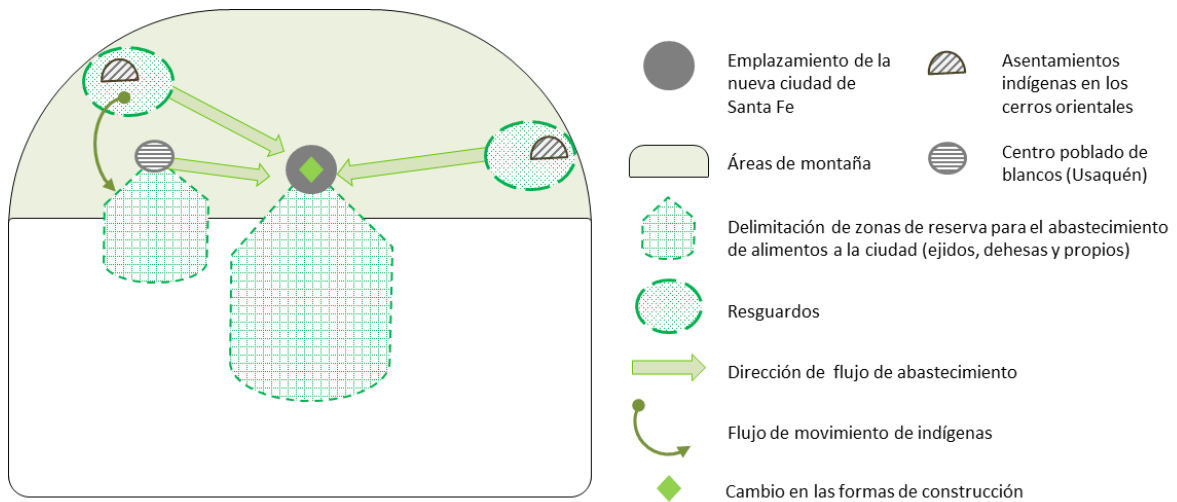 Emplazamiento de la
nueva ciudad de
Santa Fe
Asentamientos
indígenas en los
cerros orientales
Áreas de montaña
Centro poblado de
blancos (Usaquén)
Delimitación de zonas de reserva para el abastecimiento
de alimentos a la ciudad (ejidos, dehesas y propios)
Resguardos
Dirección de flujo de abastecimiento
Flujo de movimiento de indígenas
Cambio en las formas de construcción